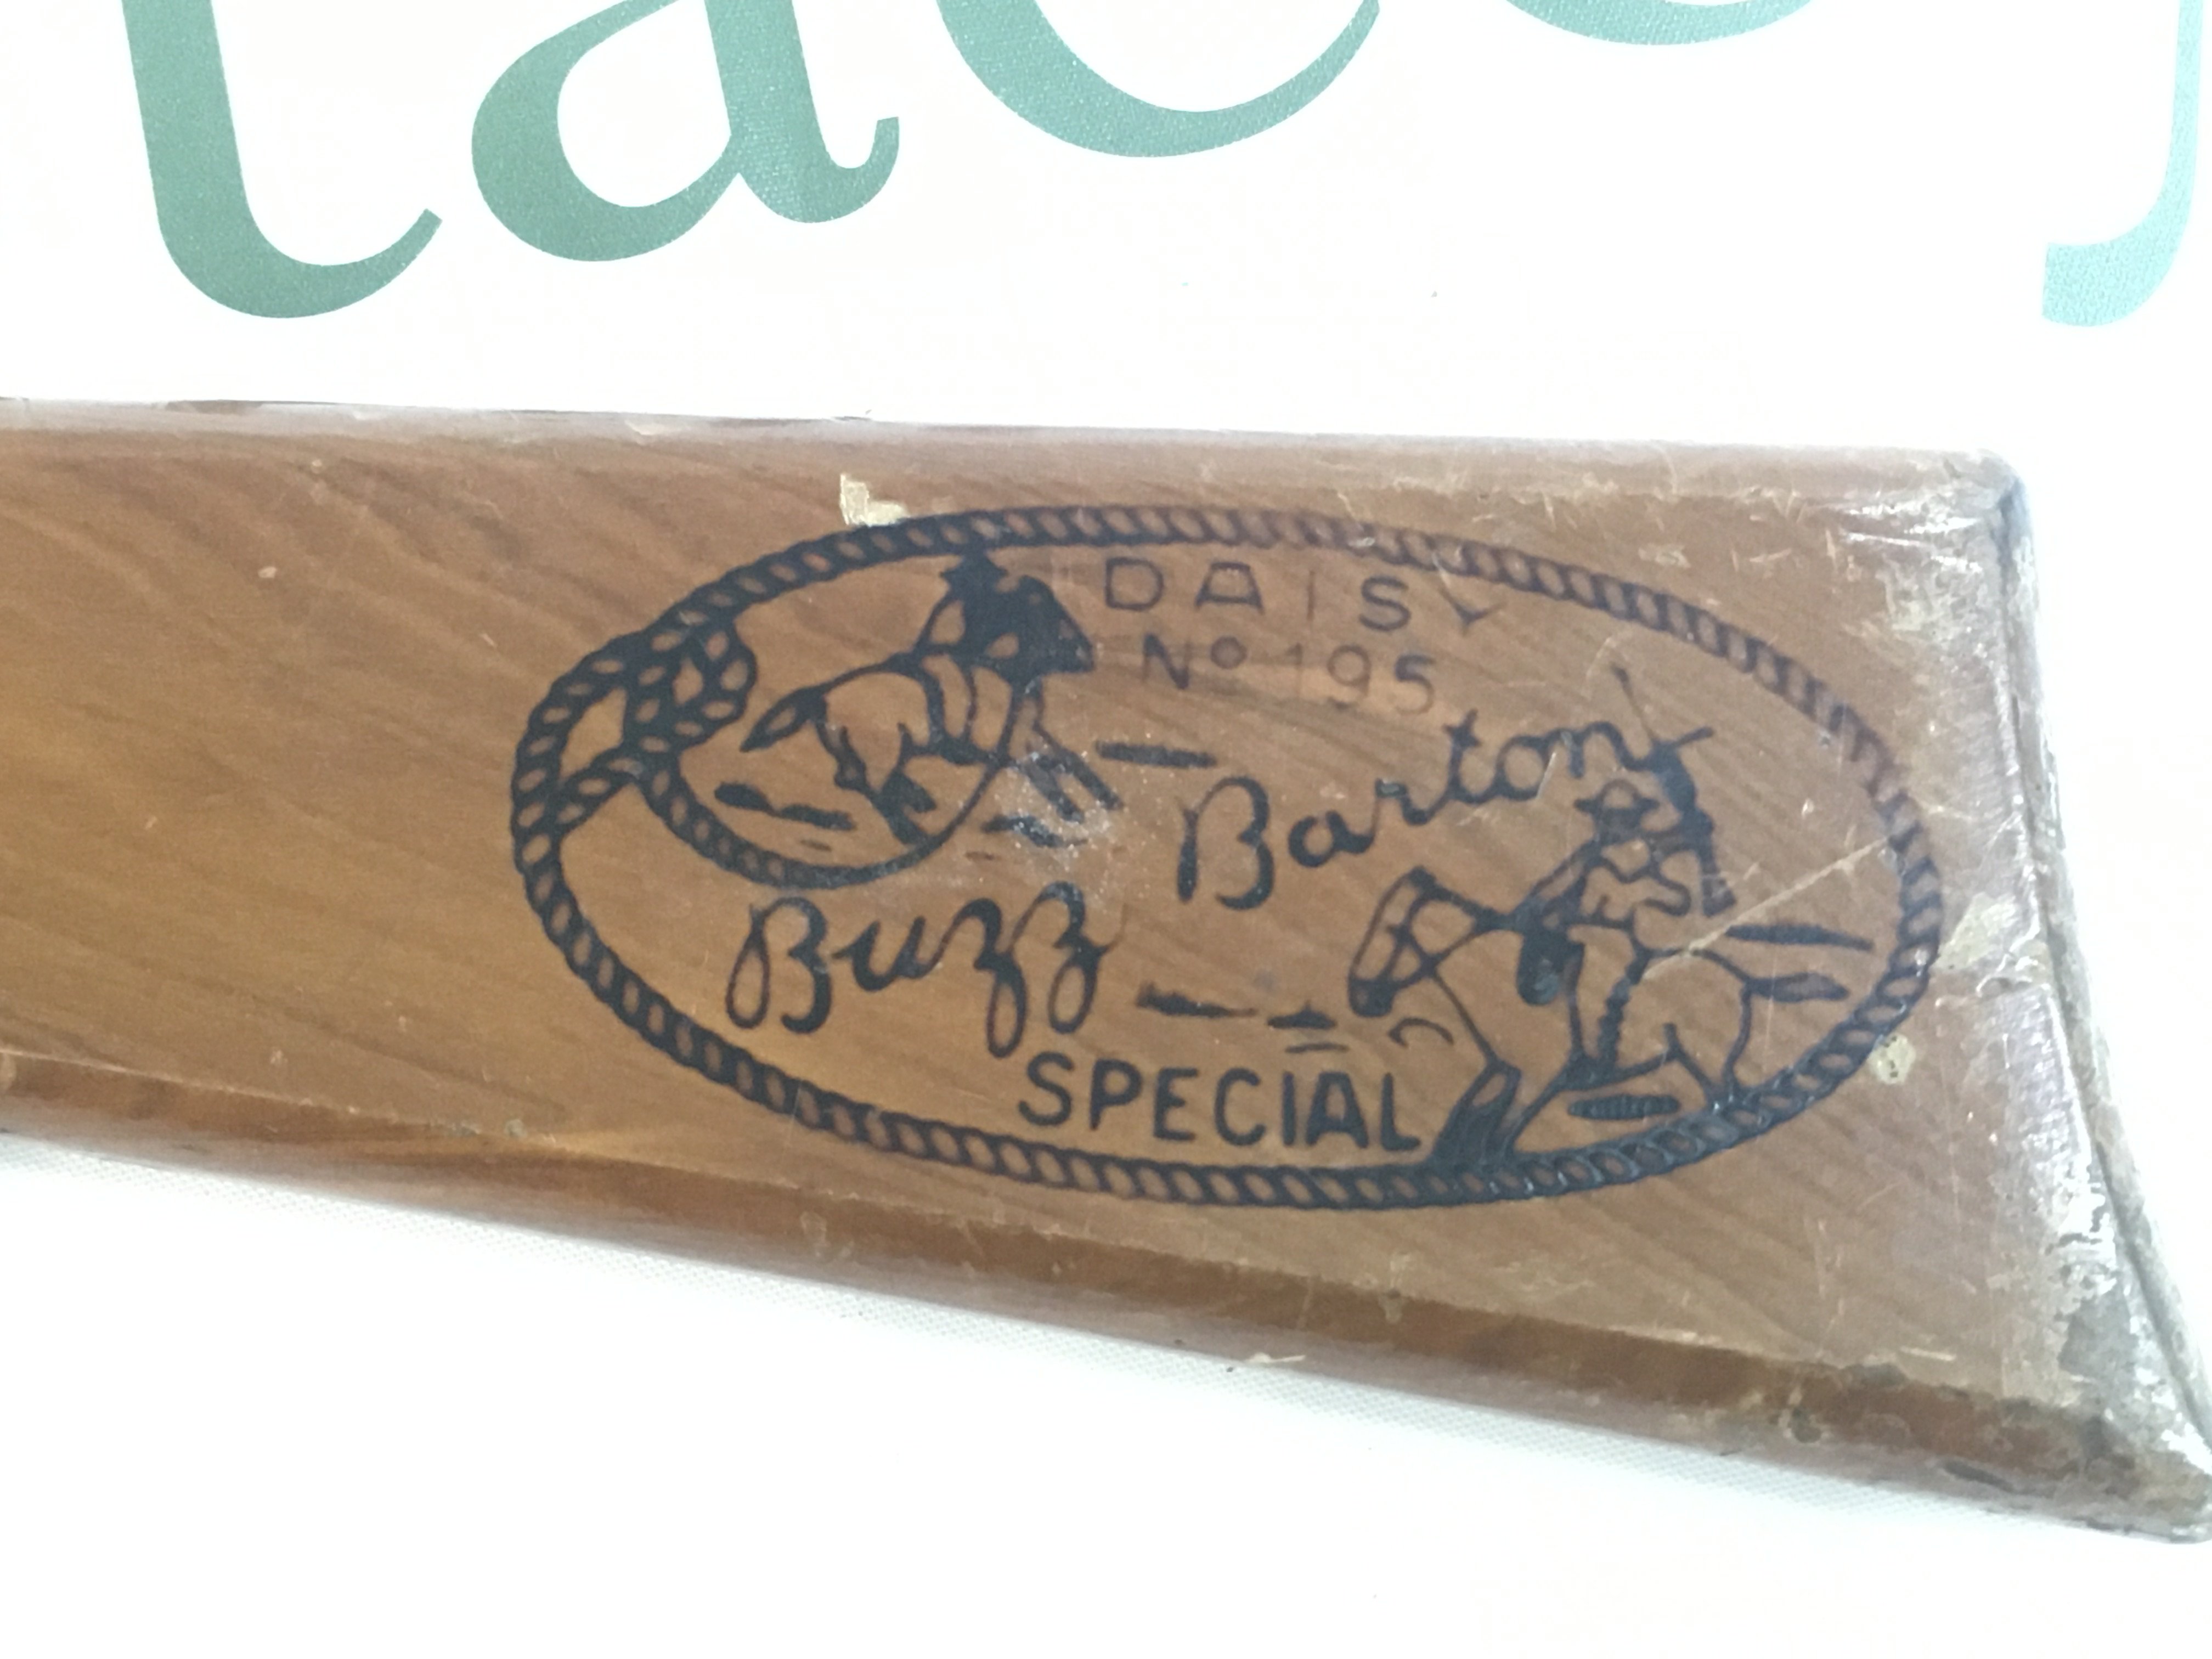 DAISY
No 195
Buzz Barton
SPECIAL